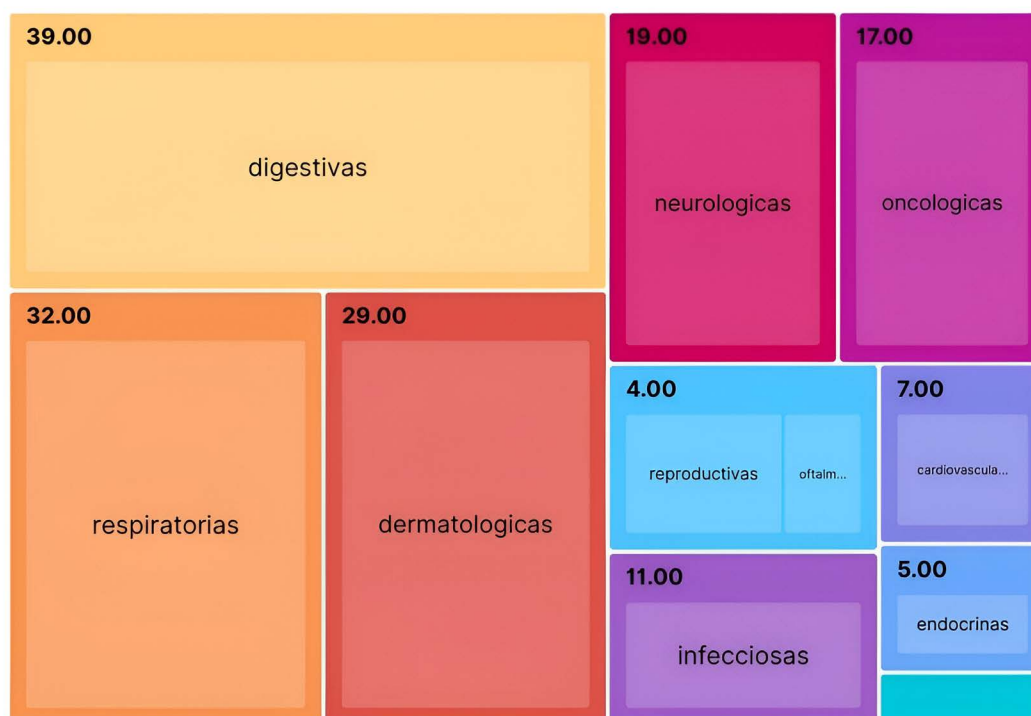 39.00
digestivas
19.00
neurologicas
17.00
oncologicas
32.00
respiratorias
29.00
dermatologicas
4.00
reproductivas
oftalm...
7.00
cardiovascula...
11.00
infecciosas
5.00
endocrinas